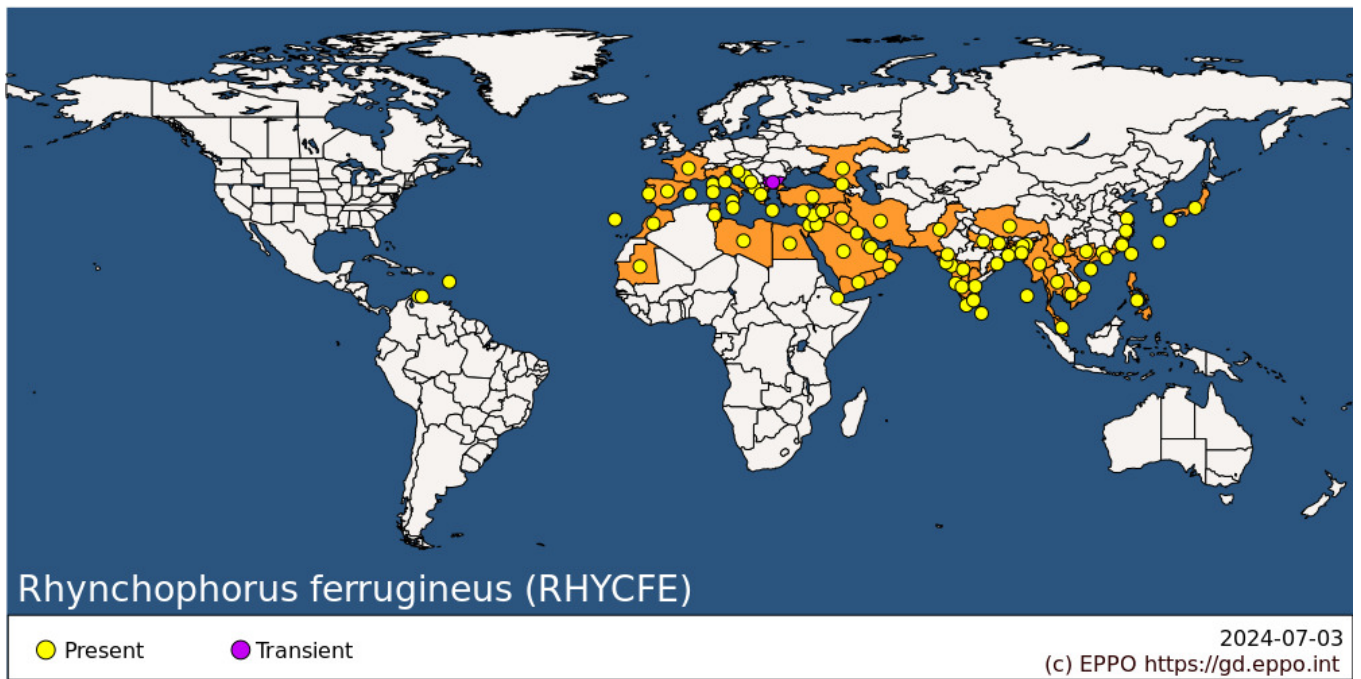 Rhynchophorus ferrugineus (RHYCFE)
Present
Transient
2024-07-03
(c) EPPO https://gd.eppo.int